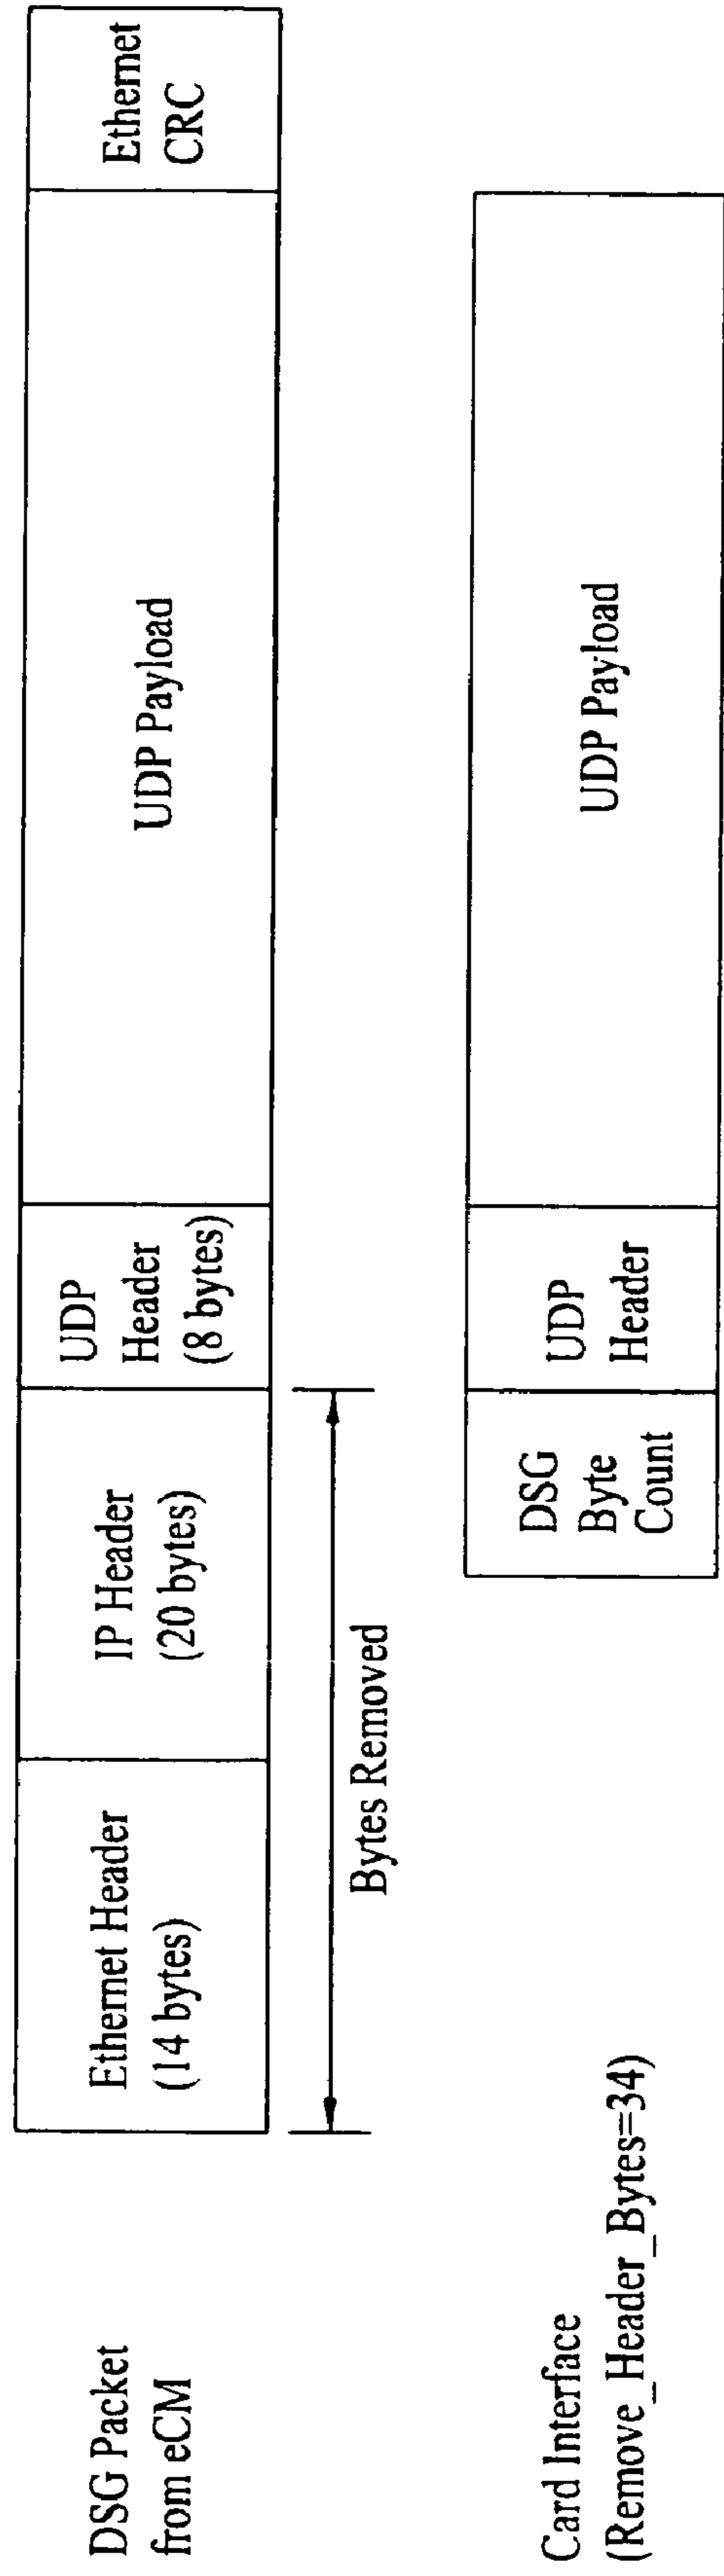 DSG Packet
from eCM
Ethernet Header
(14 bytes)
IP Header
(20 bytes)
UDP
Header
(8 bytes)
UDP Payload
Ethernet
CRC
Bytes Removed
Card Interface
(Remove_Header_Bytes=34)
DSG
Byte
Count
UDP
Header
UDP Payload